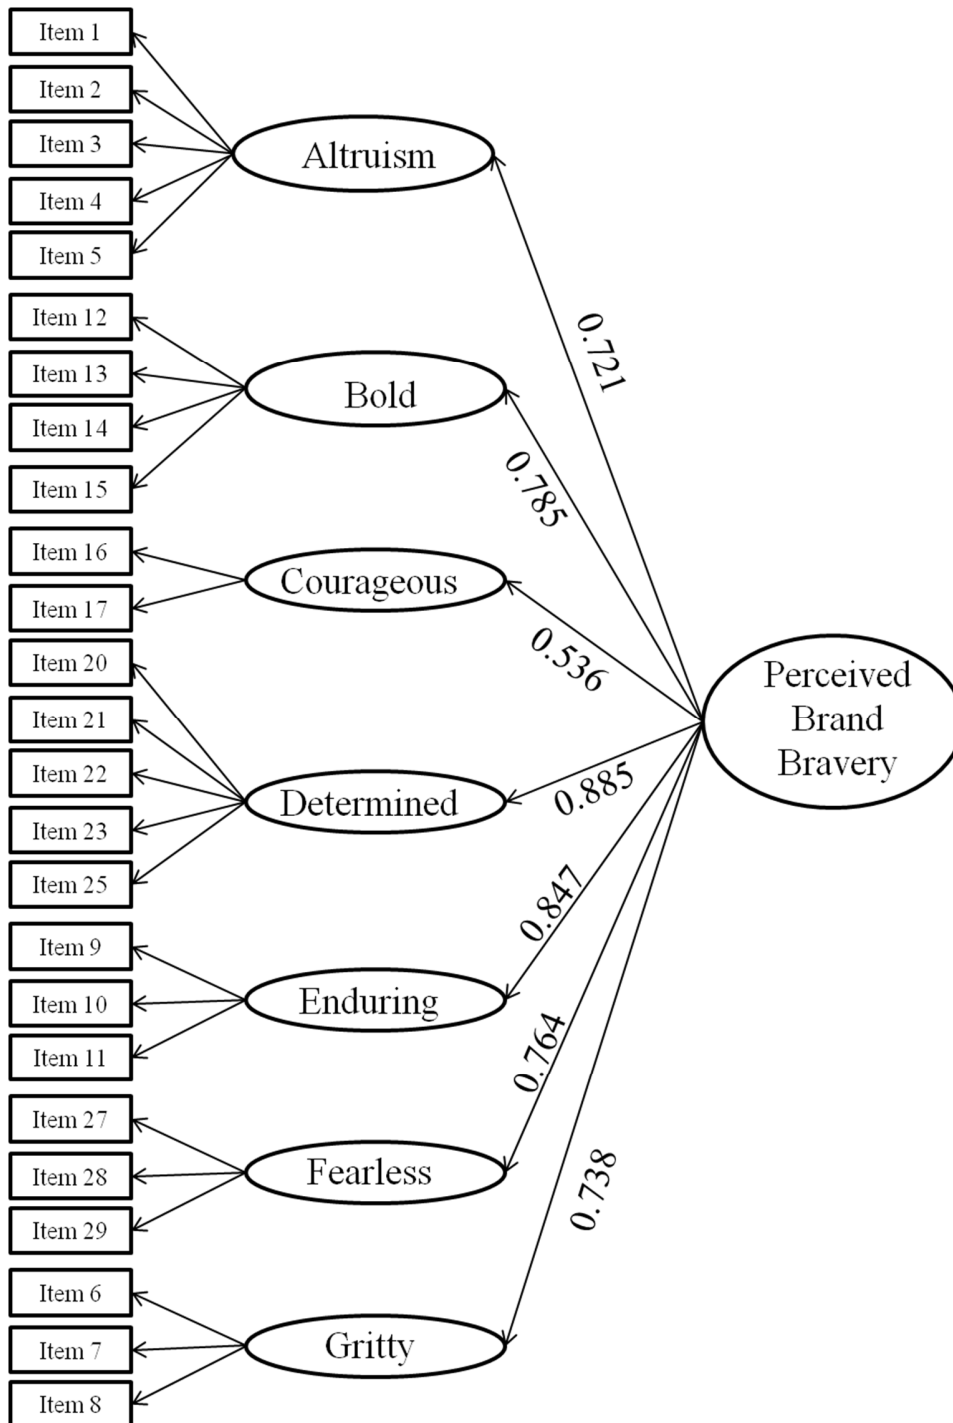 Item 1
Item 2
Item 3
Item 4
Item 5
Altruism
Item 12
Item 13
Item 14
Item 15
Bold
Item 16
Item 17
Courageous
Item 20
Item 21
Item 22
Item 23
Item 25
Determined
Item 9
Item 10
Item 11
Enduring
Item 27
Item 28
Item 29
Fearless
Item 6
Item 7
Item 8
Gritty
0.721
0.785
0.536
0.885
0.847
0.764
0.738
Perceived
Brand
Bravery